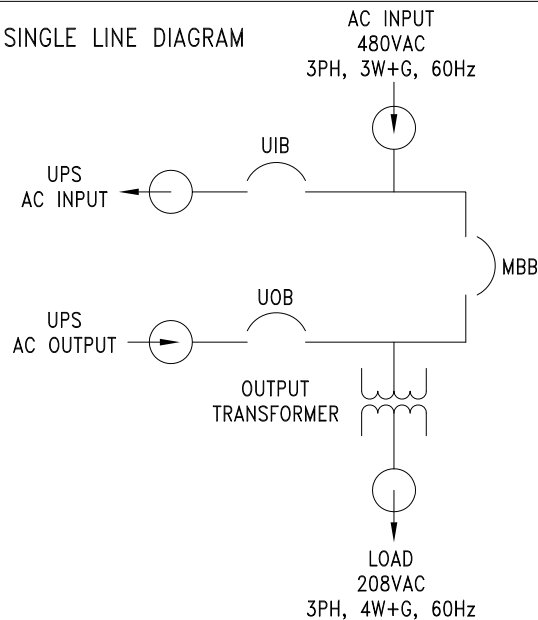 SINGLE LINE DIAGRAM
AC INPUT
480VAC
3PH, 3W+G, 60Hz
UIB
UPS
AC INPUT
MBB
UOB
UPS
AC OUTPUT
OUTPUT
TRANSFORMER
LOAD
208VAC
3PH, 4W+G, 60Hz